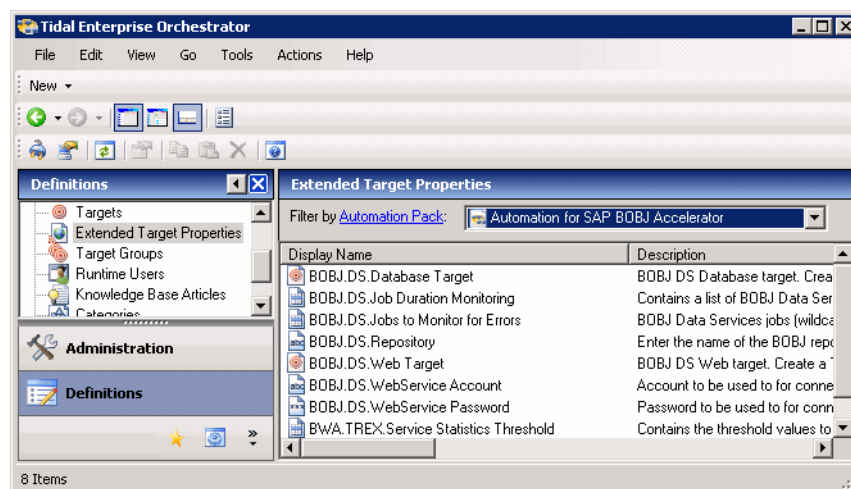 Tidal Enterprise Orchestrator
File Edit View Go Tools Actions Help
New
Definitions
Targets
Extended Target Properties
Target Groups
Runtime Users
Knowledge Base Articles
Categories
Administration
Definitions
Extended Target Properties
Filter by Automation Pack: Automation for SAP BOBJ Accelerator
Display Name Description
BOBJ.DS.Database Target BOBJ DS Database target. Crea
BOBJ.DS.Job Duration Monitoring Contains a list of BOBJ Data Ser
BOBJ.DS.Jobs to Monitor for Errors BOBJ Data Services jobs (wildca
BOBJ.DS.Repository Enter the name of the BOBJ repo
BOBJ.DS.Web Target BOBJ DS Web target. Create a T
BOBJ.DS.WebService Account Account to be used to for conne
BOBJ.DS.WebService Password Password to be used to for conn
BWA.TREX.Service Statistics Threshold Contains the threshold values to
8 Items